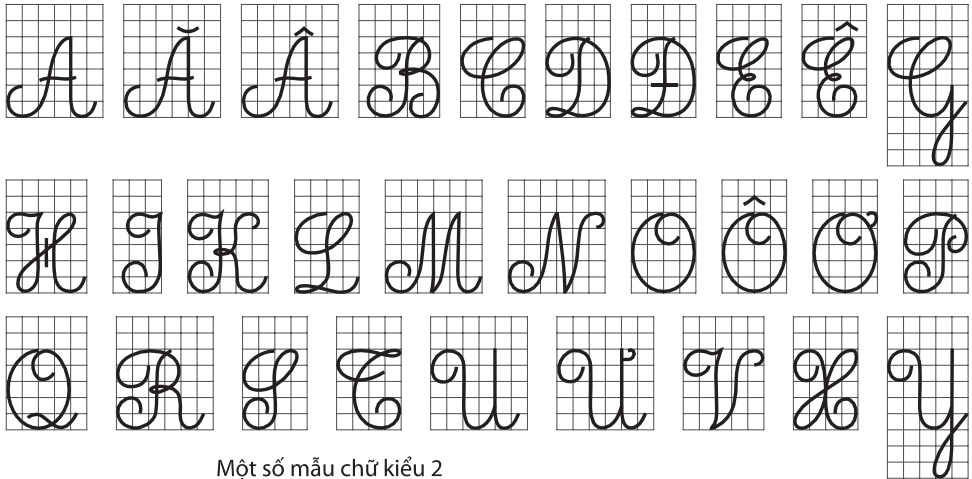 A Ă Â B C D Đ E Ê G
H I K L M N O Ô Ơ P
Q R S T U Ư V X Y
Một số mẫu chữ kiểu 2